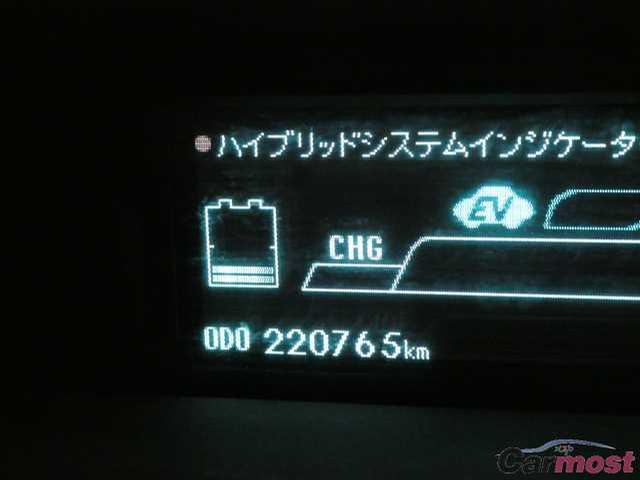 ハイブリッドシステムインジケータ
EV
CHG
ODO 220765km
Carmost